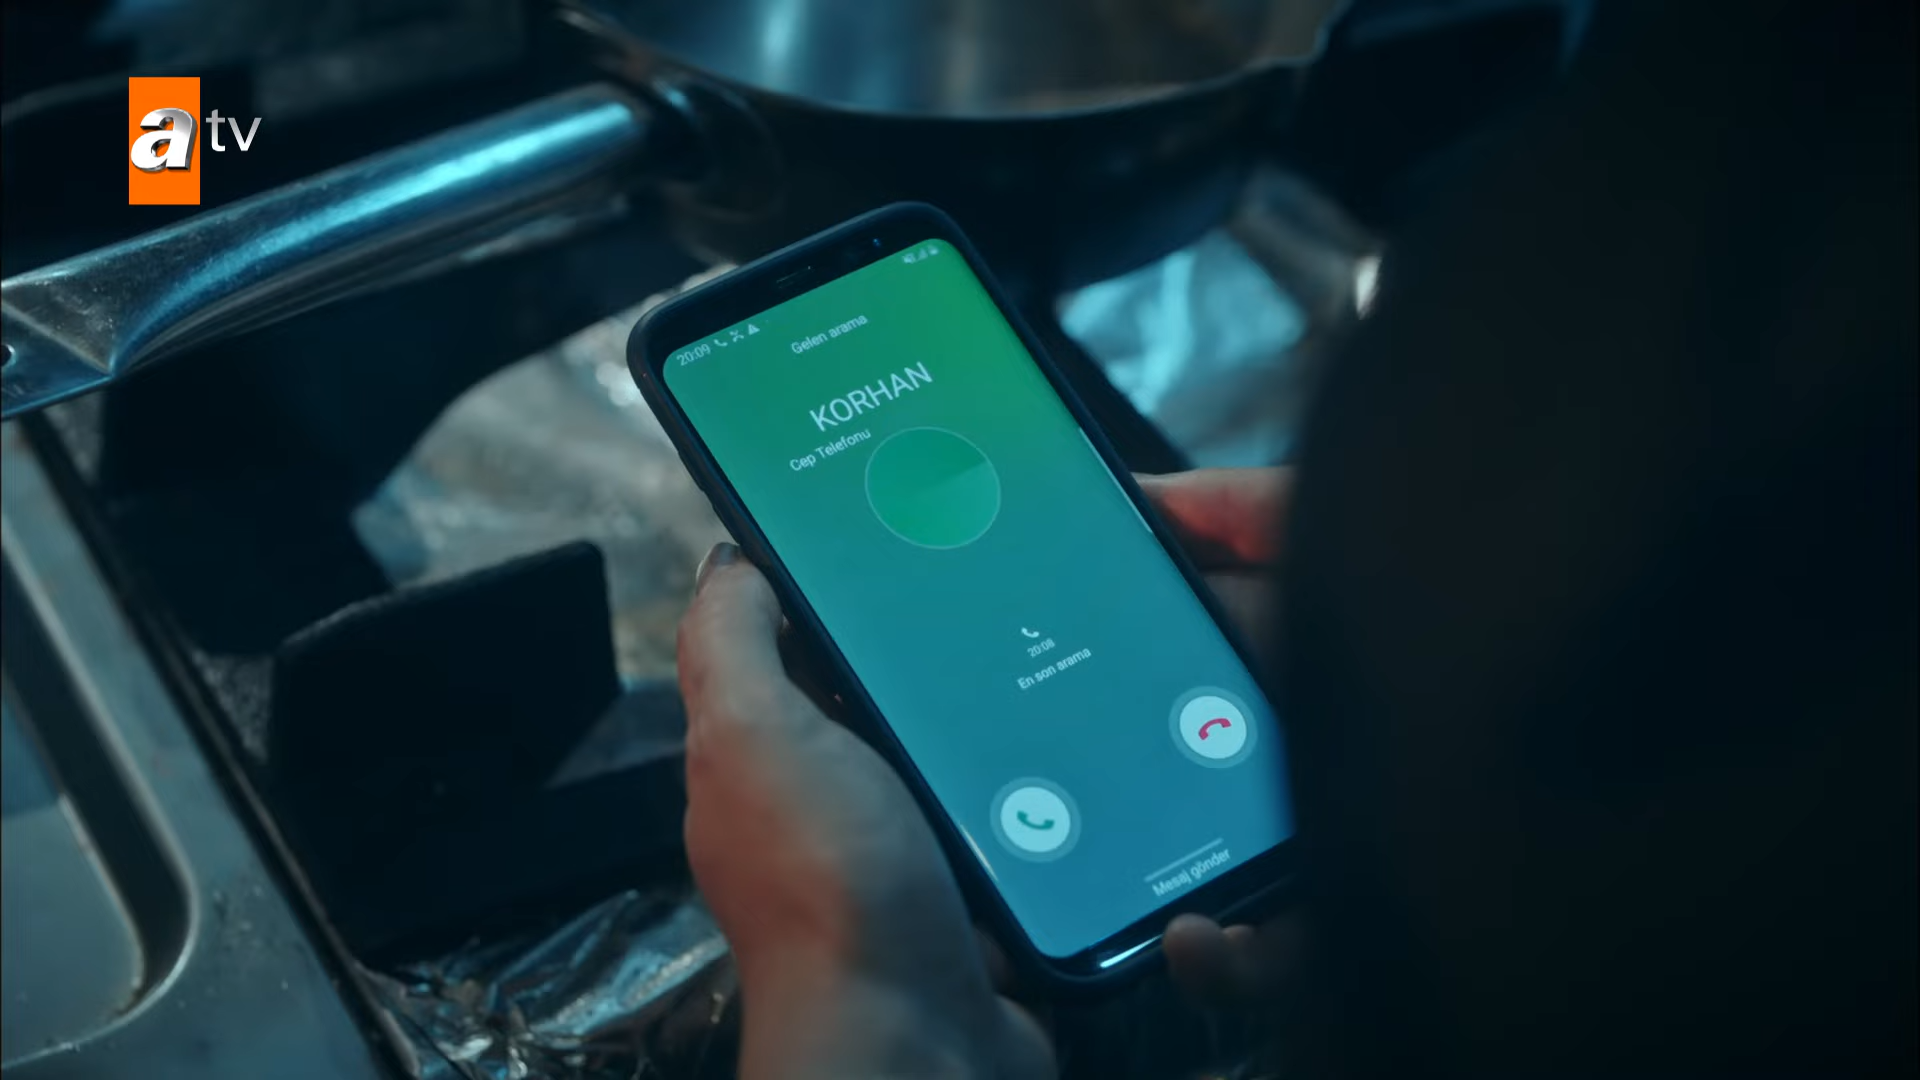 atv
20:09
Gelen arama
KORHAN
Cep Telefonu
20:08
En son arama
Mesaj gönder